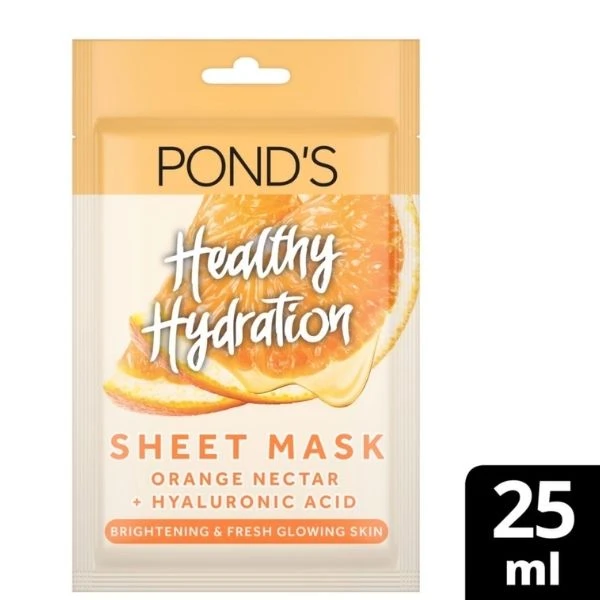 POND'S
Healthy
Hydration
SHEET MASK
ORANGE NECTAR
+ HYALURONIC ACID
BRIGHTENING & FRESH GLOWING SKIN
25
ml